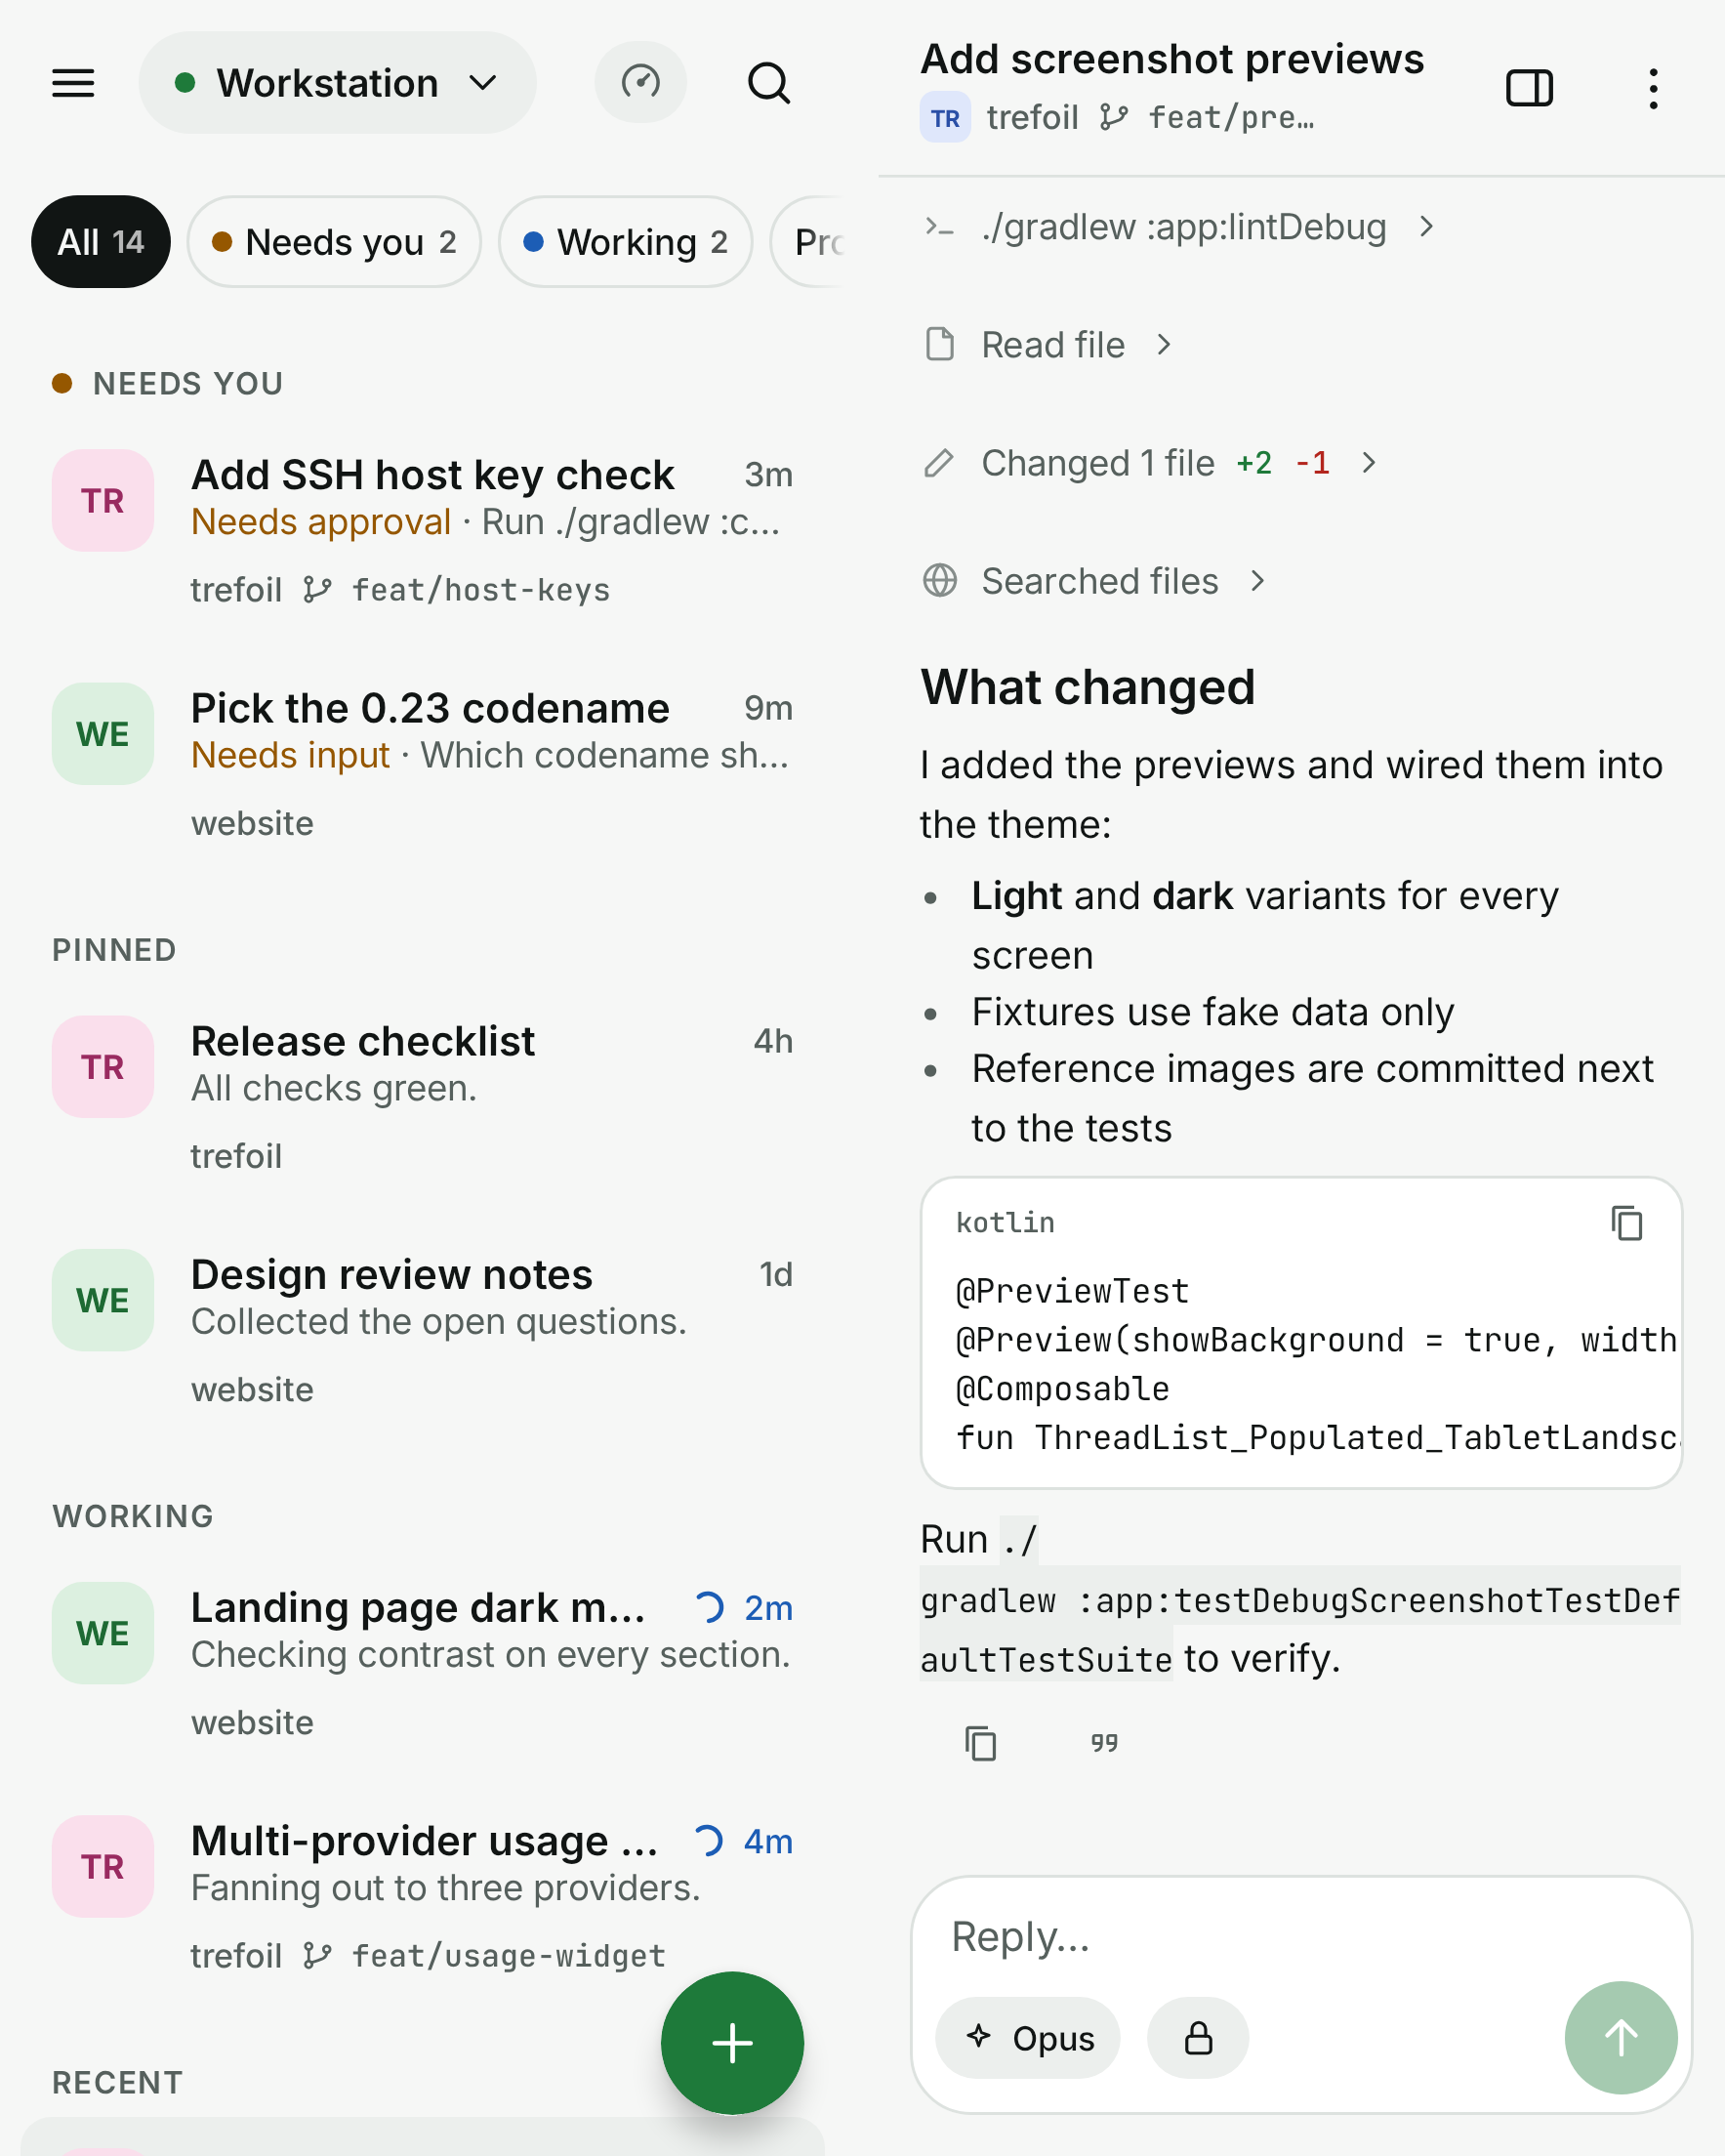 Workstation
All 14
Needs you 2
Working 2
Pro
NEEDS YOU
TR
Add SSH host key check 3m
Needs approval · Run ./gradlew :c...
trefoil feat/host-keys
WE
Pick the 0.23 codename 9m
Needs input · Which codename sh...
website
PINNED
TR
Release checklist 4h
All checks green.
trefoil
WE
Design review notes 1d
Collected the open questions.
website
WORKING
WE
Landing page dark m... 2m
Checking contrast on every section.
website
TR
Multi-provider usage ... 4m
Fanning out to three providers.
trefoil feat/usage-widget
RECENT
Add screenshot previews
TR trefoil feat/pre…
./gradlew :app:lintDebug
Read file
Changed 1 file +2 -1
Searched files
What changed
I added the previews and wired them into
the theme:
• Light and dark variants for every
screen
• Fixtures use fake data only
• Reference images are committed next
to the tests
kotlin
@PreviewTest
@Preview(showBackground = true, width
@Composable
fun ThreadList_Populated_TabletLandsc
Run ./
gradlew :app:testDebugScreenshotTestDef
aultTestSuite to verify.
Reply...
Opus